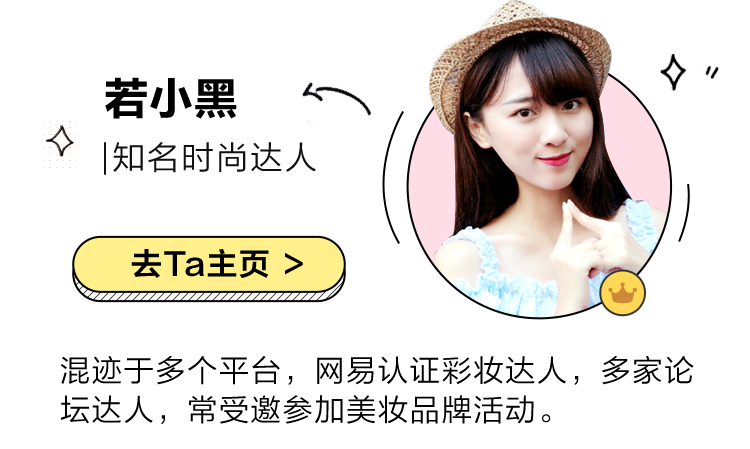 若小黑
|知名时尚达人
去Ta主页 >
混迹于多个平台，网易认证彩妆达人，多家论
坛达人，常受邀参加美妆品牌活动。